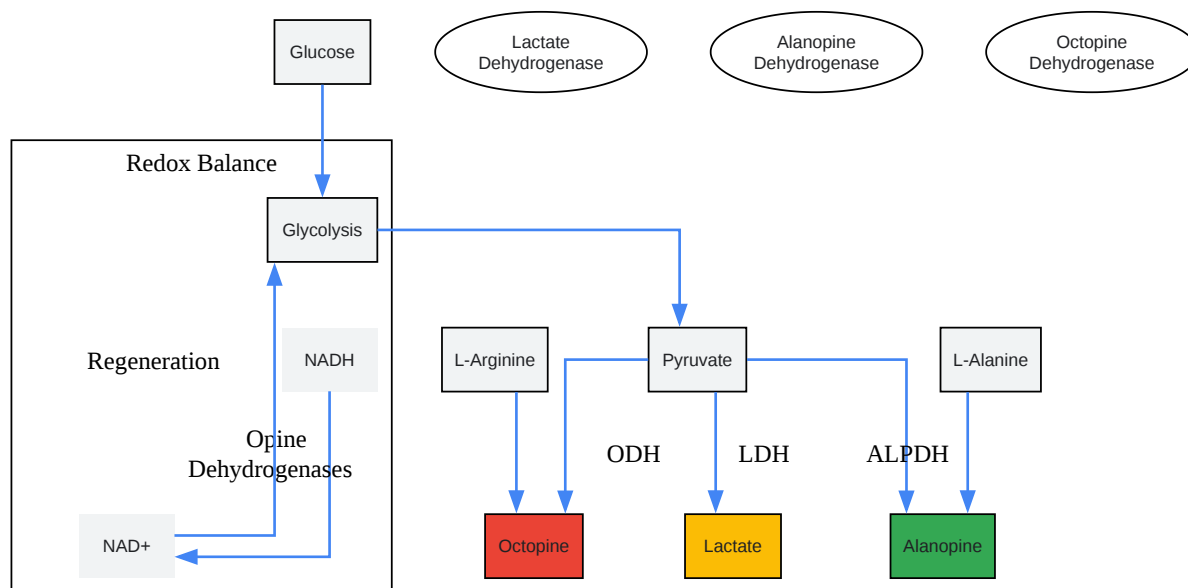 Glucose
Lactate
Dehydrogenase
Alanopine
Dehydrogenase
Octopine
Dehydrogenase
Redox Balance
Glycolysis
Regeneration
NADH
L-Arginine
Pyruvate
L-Alanine
Opine
Dehydrogenases
ODH
LDH
ALPDH
NAD+
Octopine
Lactate
Alanopine